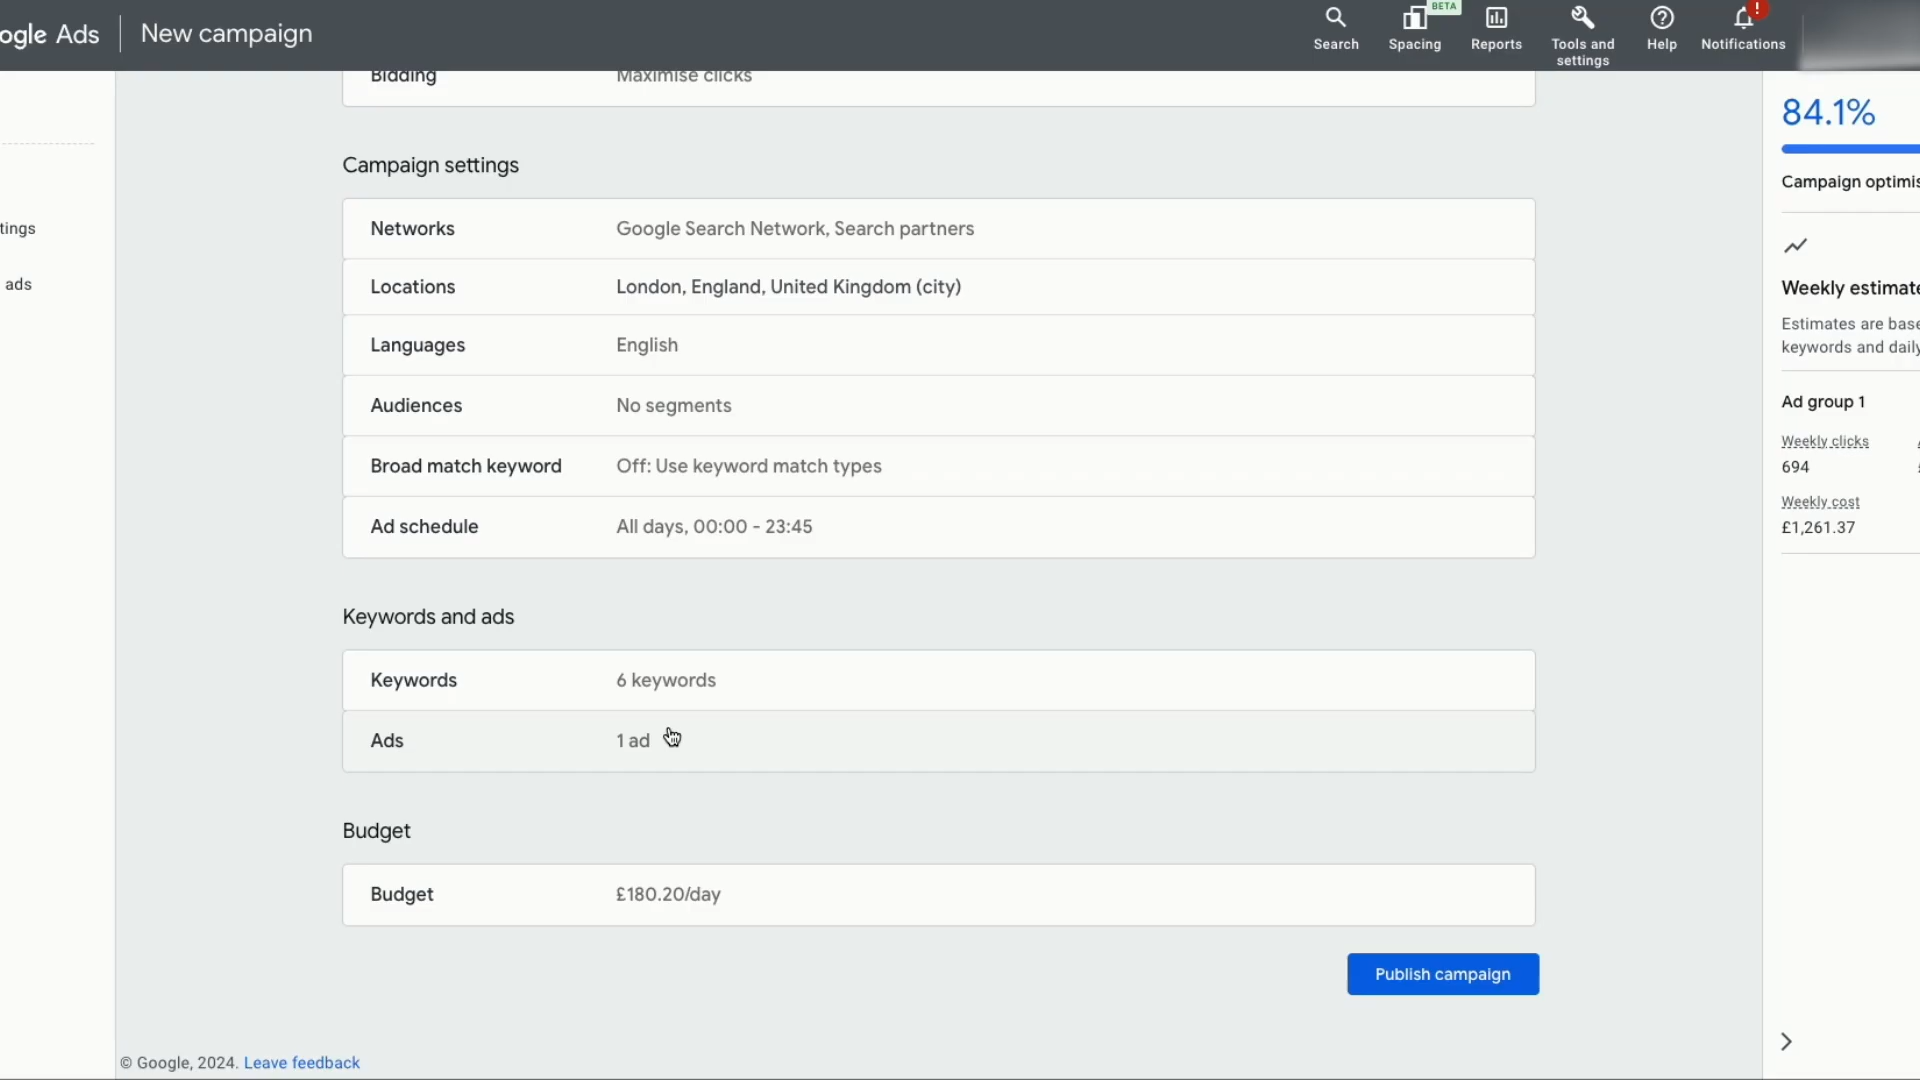 ogle Ads
New campaign
Search
Spacing
BETA
Reports
Tools and
settings
Help
Notifications
!
Bidding Maximise clicks
Campaign settings
Networks Google Search Network, Search partners
Locations London, England, United Kingdom (city)
Languages English
Audiences No segments
Broad match keyword Off: Use keyword match types
Ad schedule All days, 00:00 - 23:45
Keywords and ads
Keywords 6 keywords
Ads 1 ad
Budget
Budget £180.20/day
Publish campaign
© Google, 2024. Leave feedback
tings
ads
84.1%
Campaign optimis
Weekly estimate
Estimates are base
keywords and daily
Ad group 1
Weekly clicks
694
Weekly cost
£1,261.37